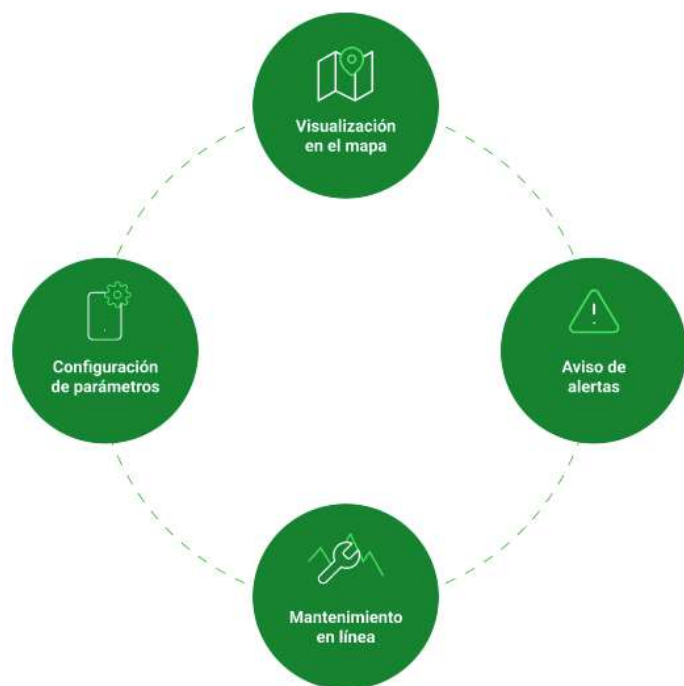 Visualización
en el mapa
Configuración
de parámetros
Aviso de
alertas
Mantenimiento
en línea